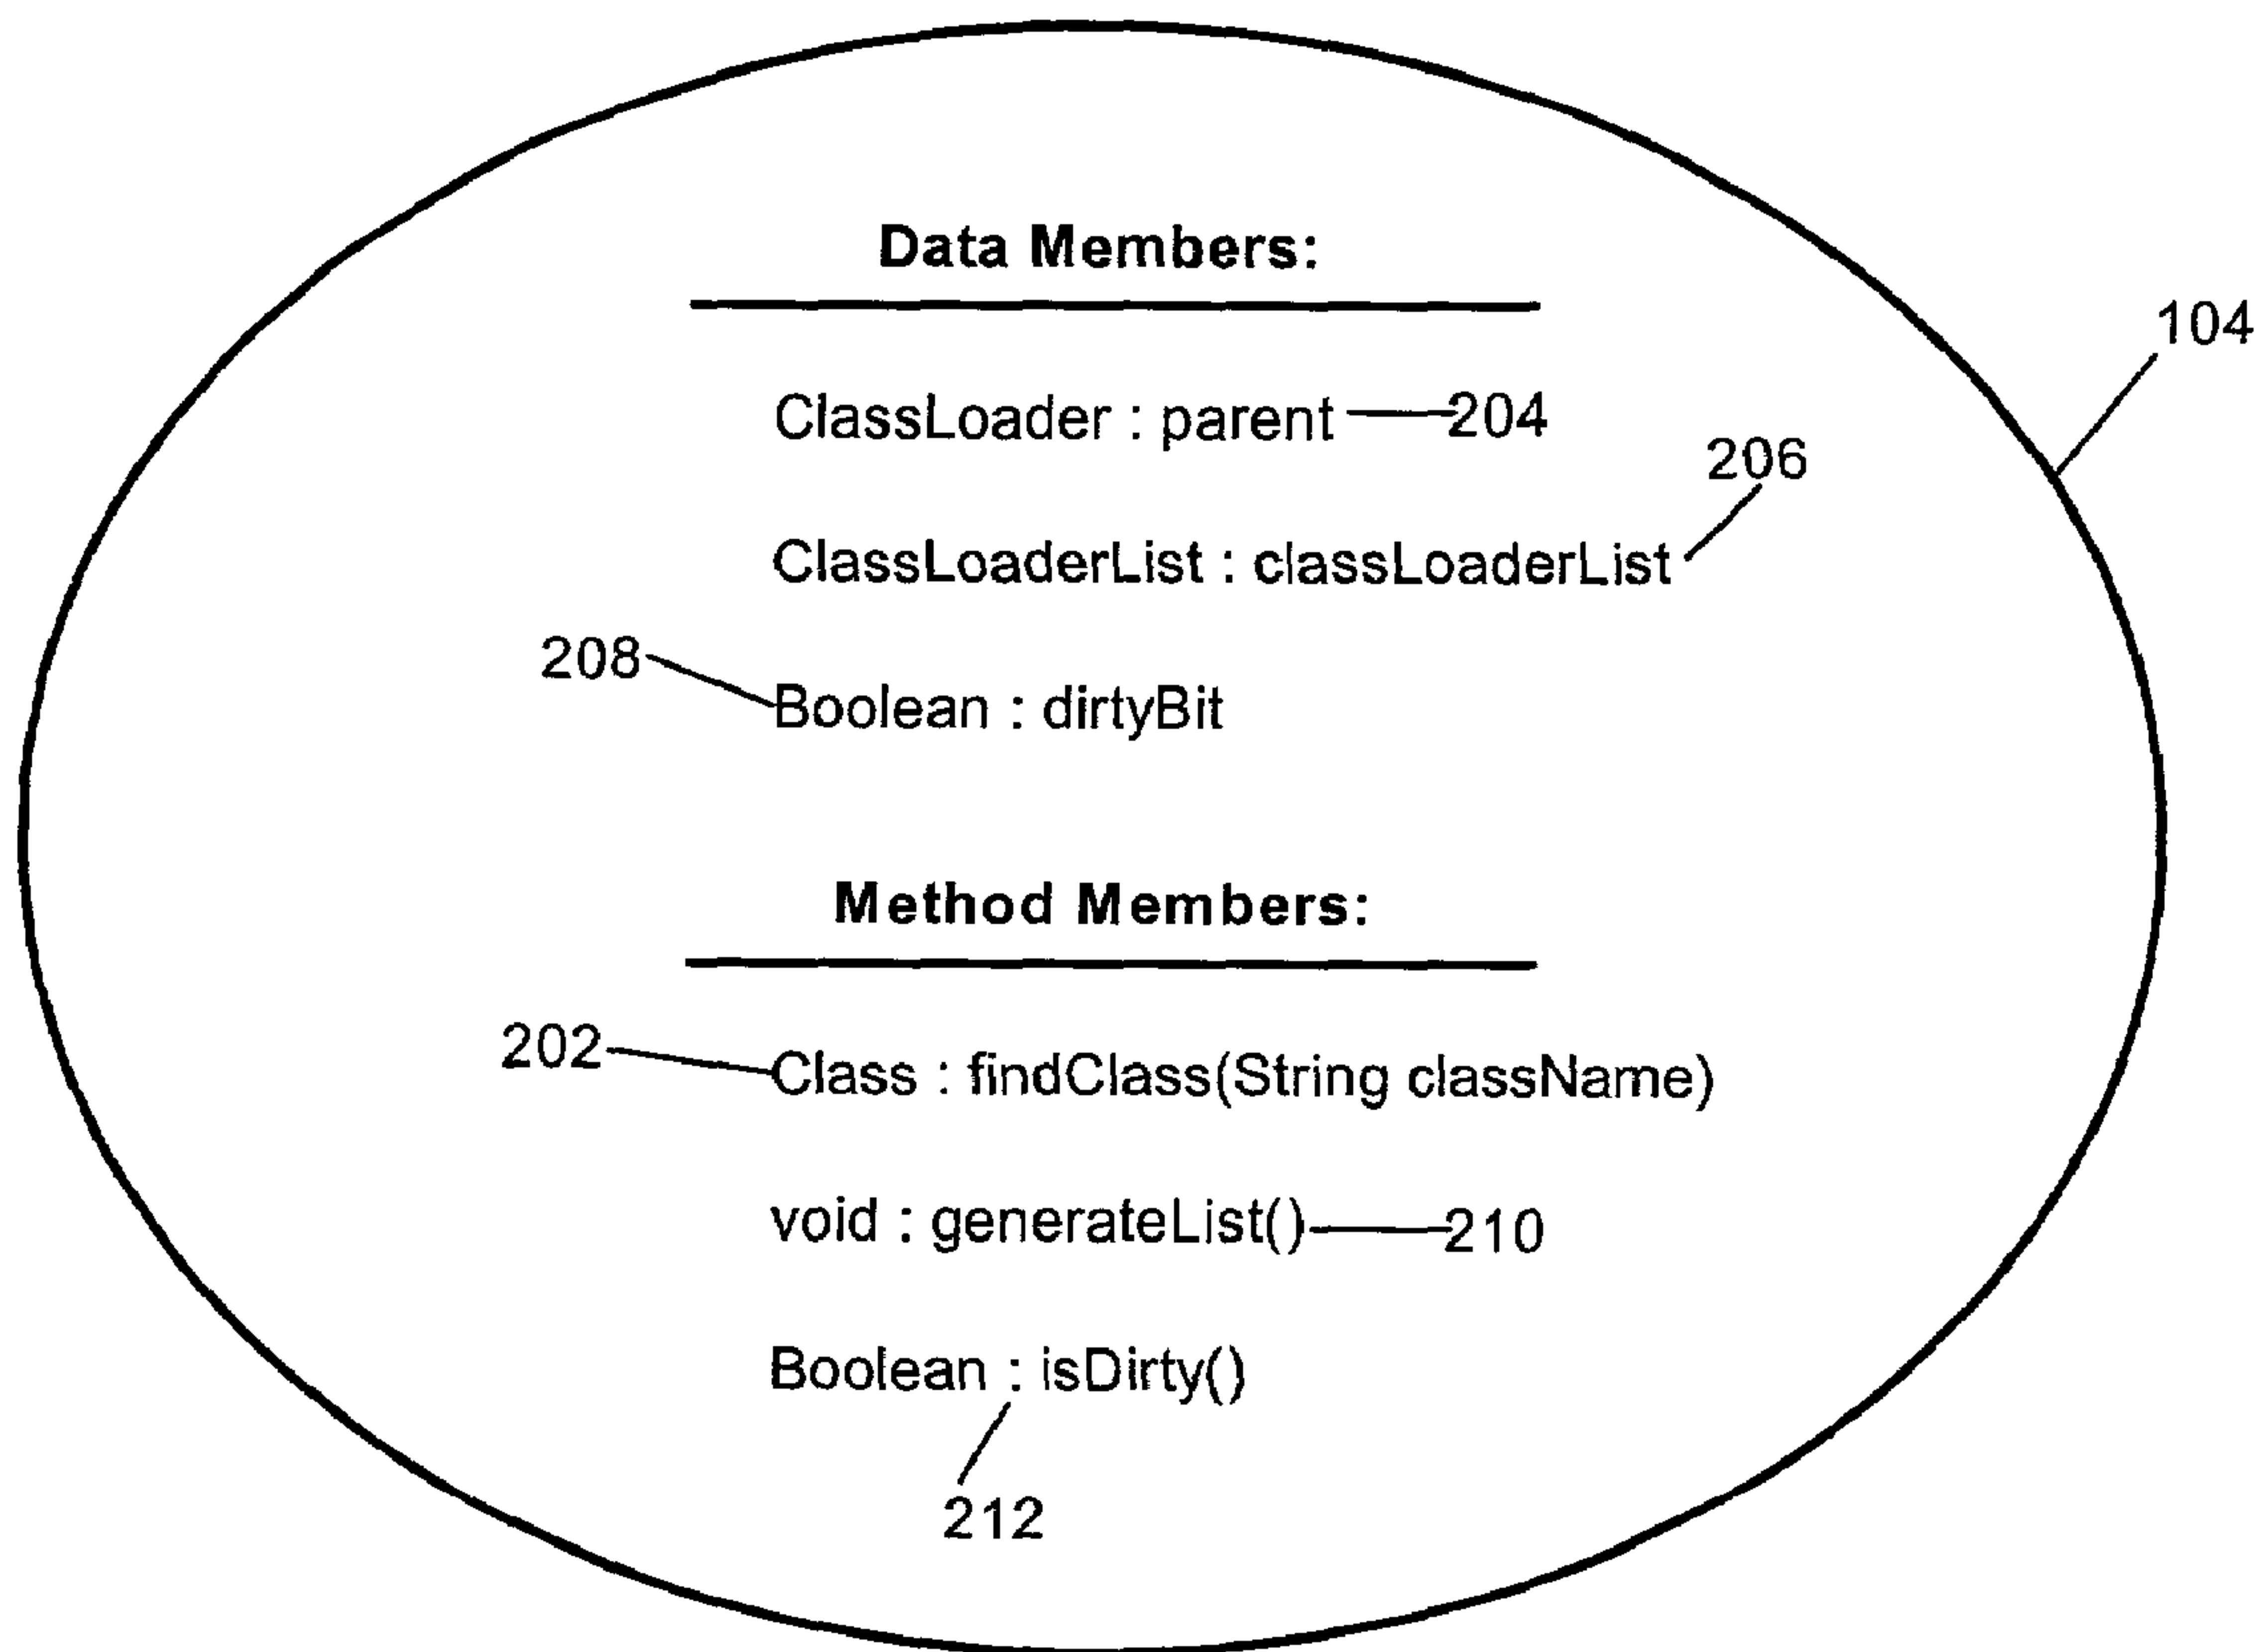 Data Members:
104
ClassLoader : parent 204
206
ClassLoaderList : classLoaderList
208
Boolean : dirtyBit
Method Members:
202
Class : findClass(String className)
void : generateList() 210
Boolean : isDirty()
212